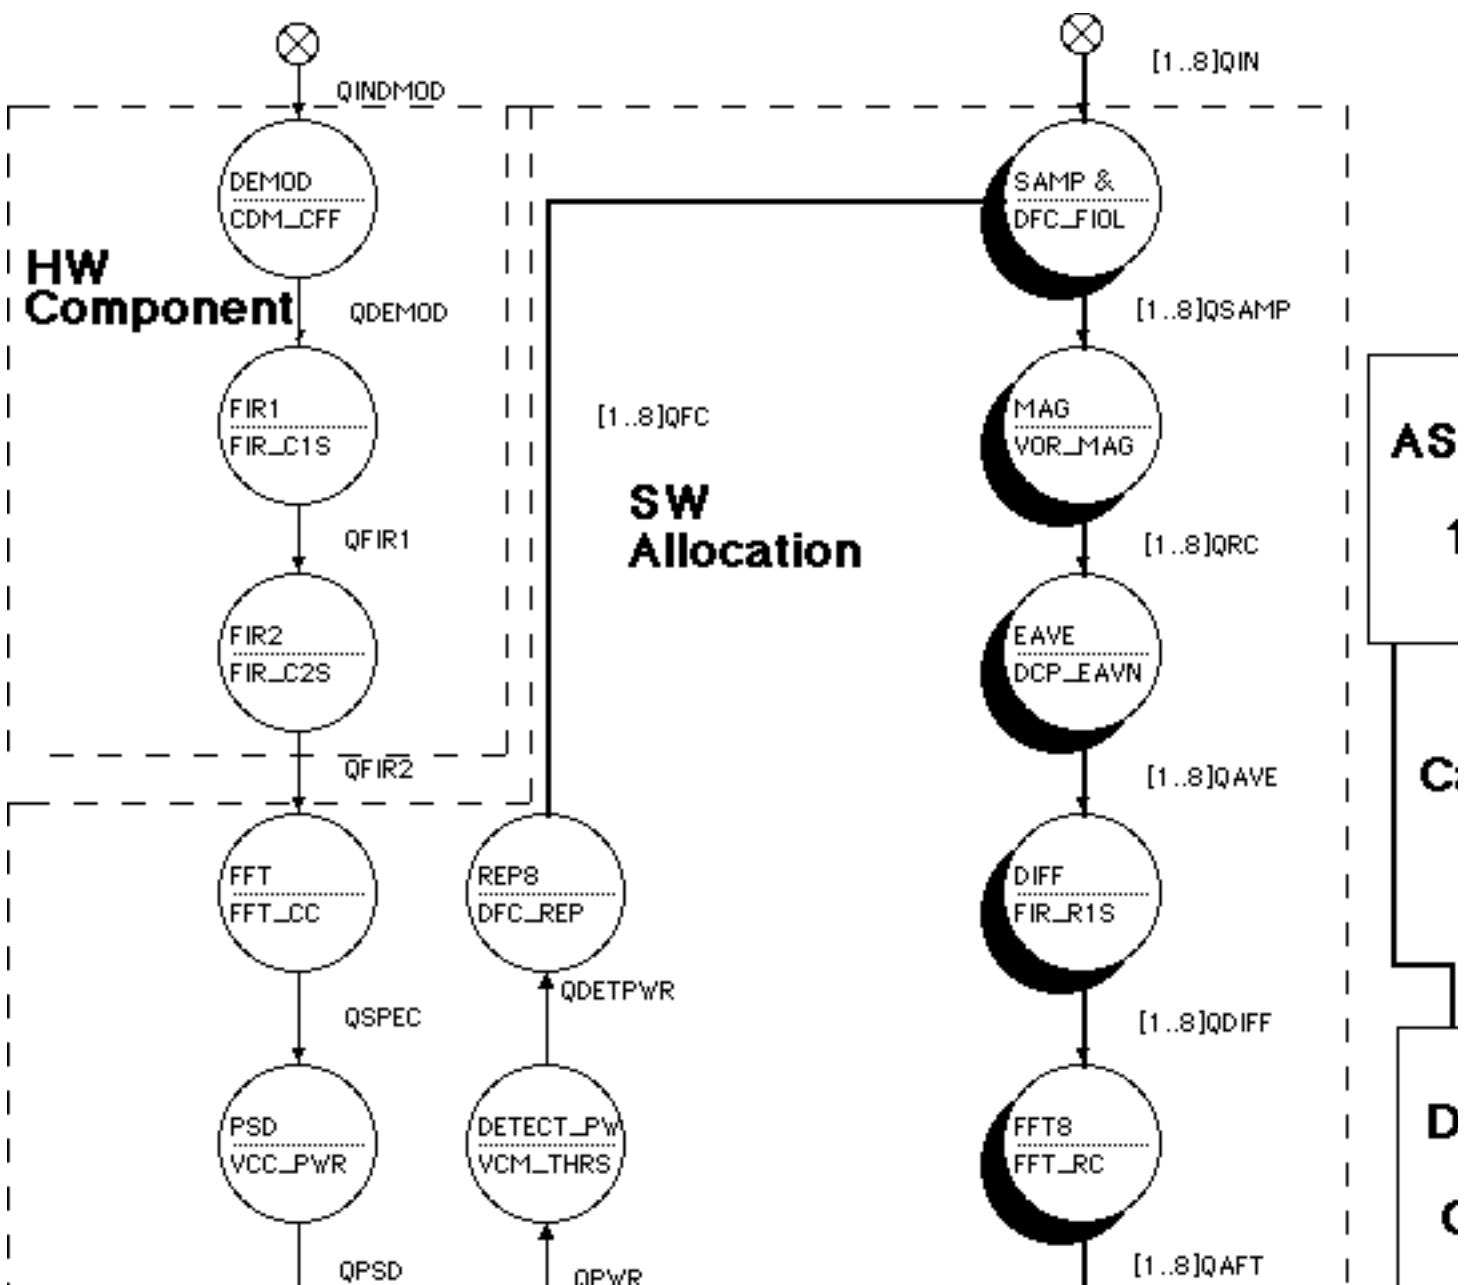 QINDMOD
[1..8]QIN
DEMOD
CDM_CFF
SAMP &
DFC_FIOL
HW
Component
QDEMOD
[1..8]QSAMP
FIR1
FIR_C1S
[1..8]QFC
MAG
VOR_MAG
AS
1
SW
Allocation
QFIR1
[1..8]QRC
FIR2
FIR_C2S
EAVE
DCP_EAVN
QFIR2
[1..8]QAVE
FFT
FFT_CC
REP8
DFC_REP
DIFF
FIR_R1S
QSPEC
QDETPWR
[1..8]QDIFF
PSD
VCC_PWR
DETECT_PW
VCM_THRS
FFT8
FFT_RC
D
QPSD
QPWR
[1..8]QAFT